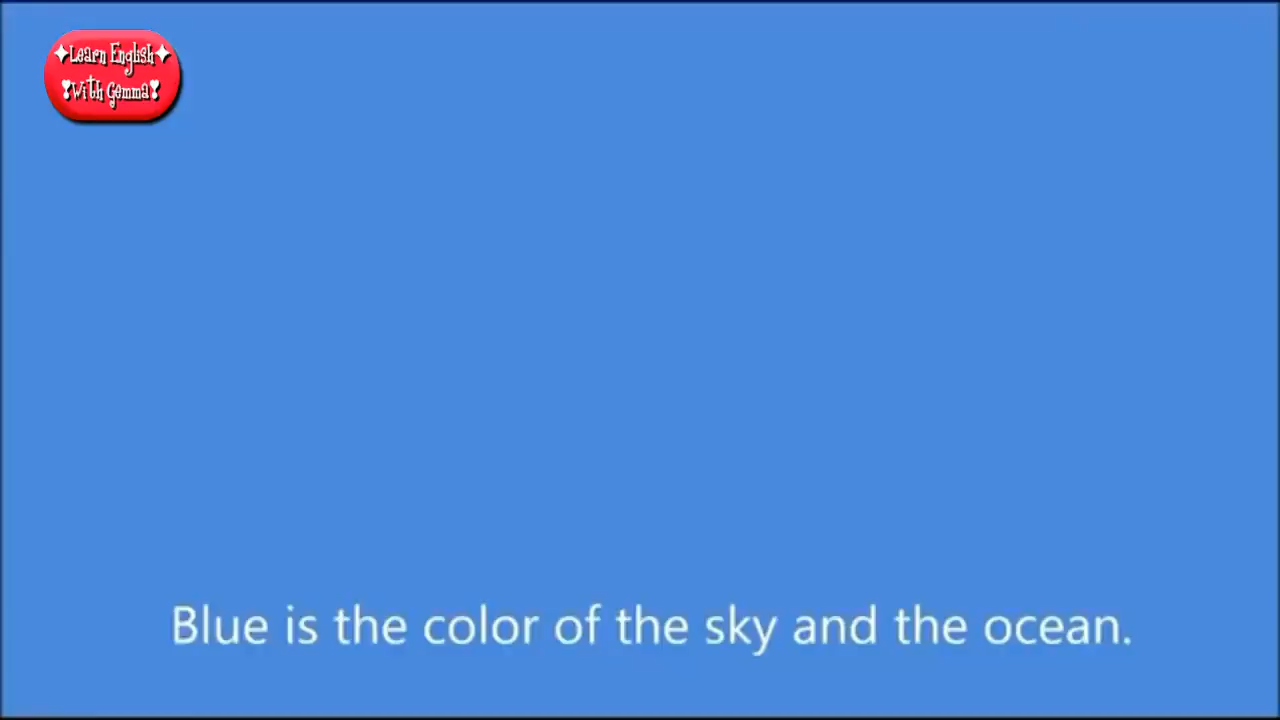 Learn English
With Gemma
Blue is the color of the sky and the ocean.